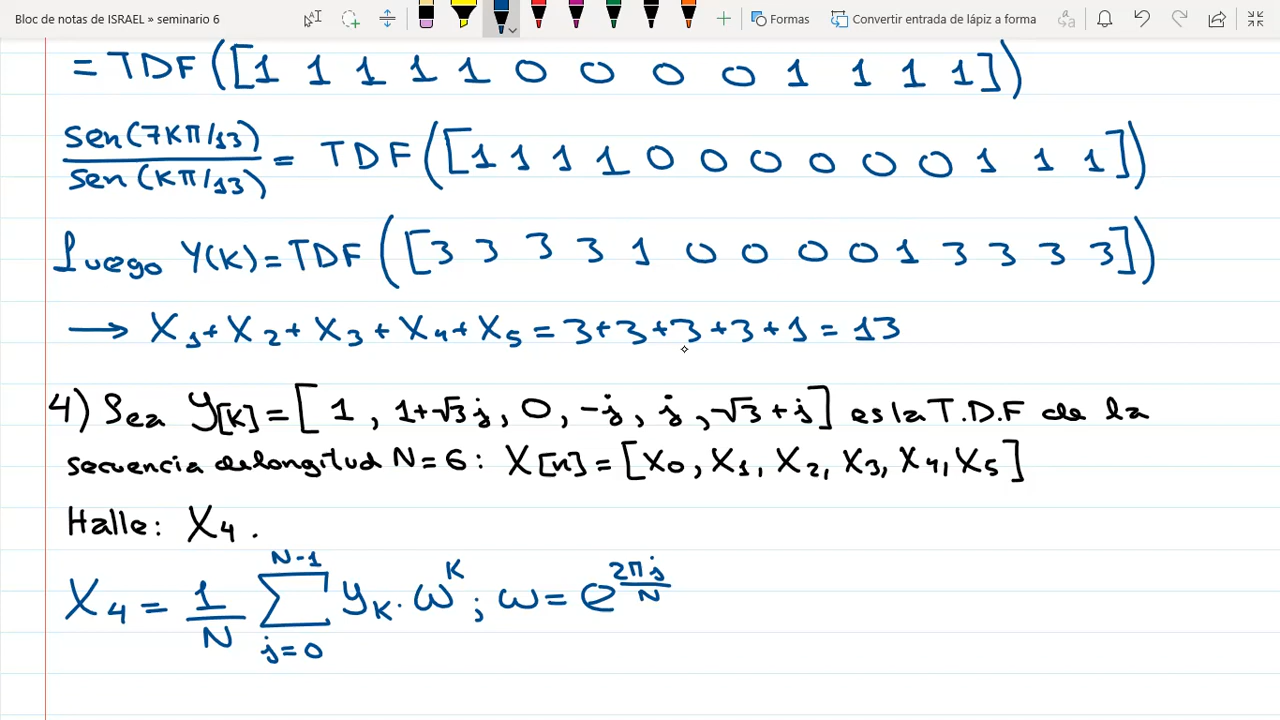 Bloc de notas de ISRAEL » seminario 6
Formas
Convertir entrada de lápiz a forma
= TDF([1 1 1 1 1 0 0 0 0 1 1 1 1])
sen(7Kπ/13)/sen(Kπ/13) = TDF([1 1 1 1 0 0 0 0 0 0 1 1 1])
Luego Y(K)=TDF([3 3 3 3 1 0 0 0 0 1 3 3 3 3])
→ X₁+X₂+X₃+X₄+X₅ = 3+3+3+3+1 = 13
4) Sea Y[K]=[1, 1+√3j, 0, -j, j, √3+j] es la T.D.F de la
secuencia de longitud N=6: X[n]=[X₀, X₁, X₂, X₃, X₄, X₅]
Halle: X₄.
X₄ = 1/N ∑_{j=0}^{N-1} y_K·ω^K; ω = e^{2πj/N}